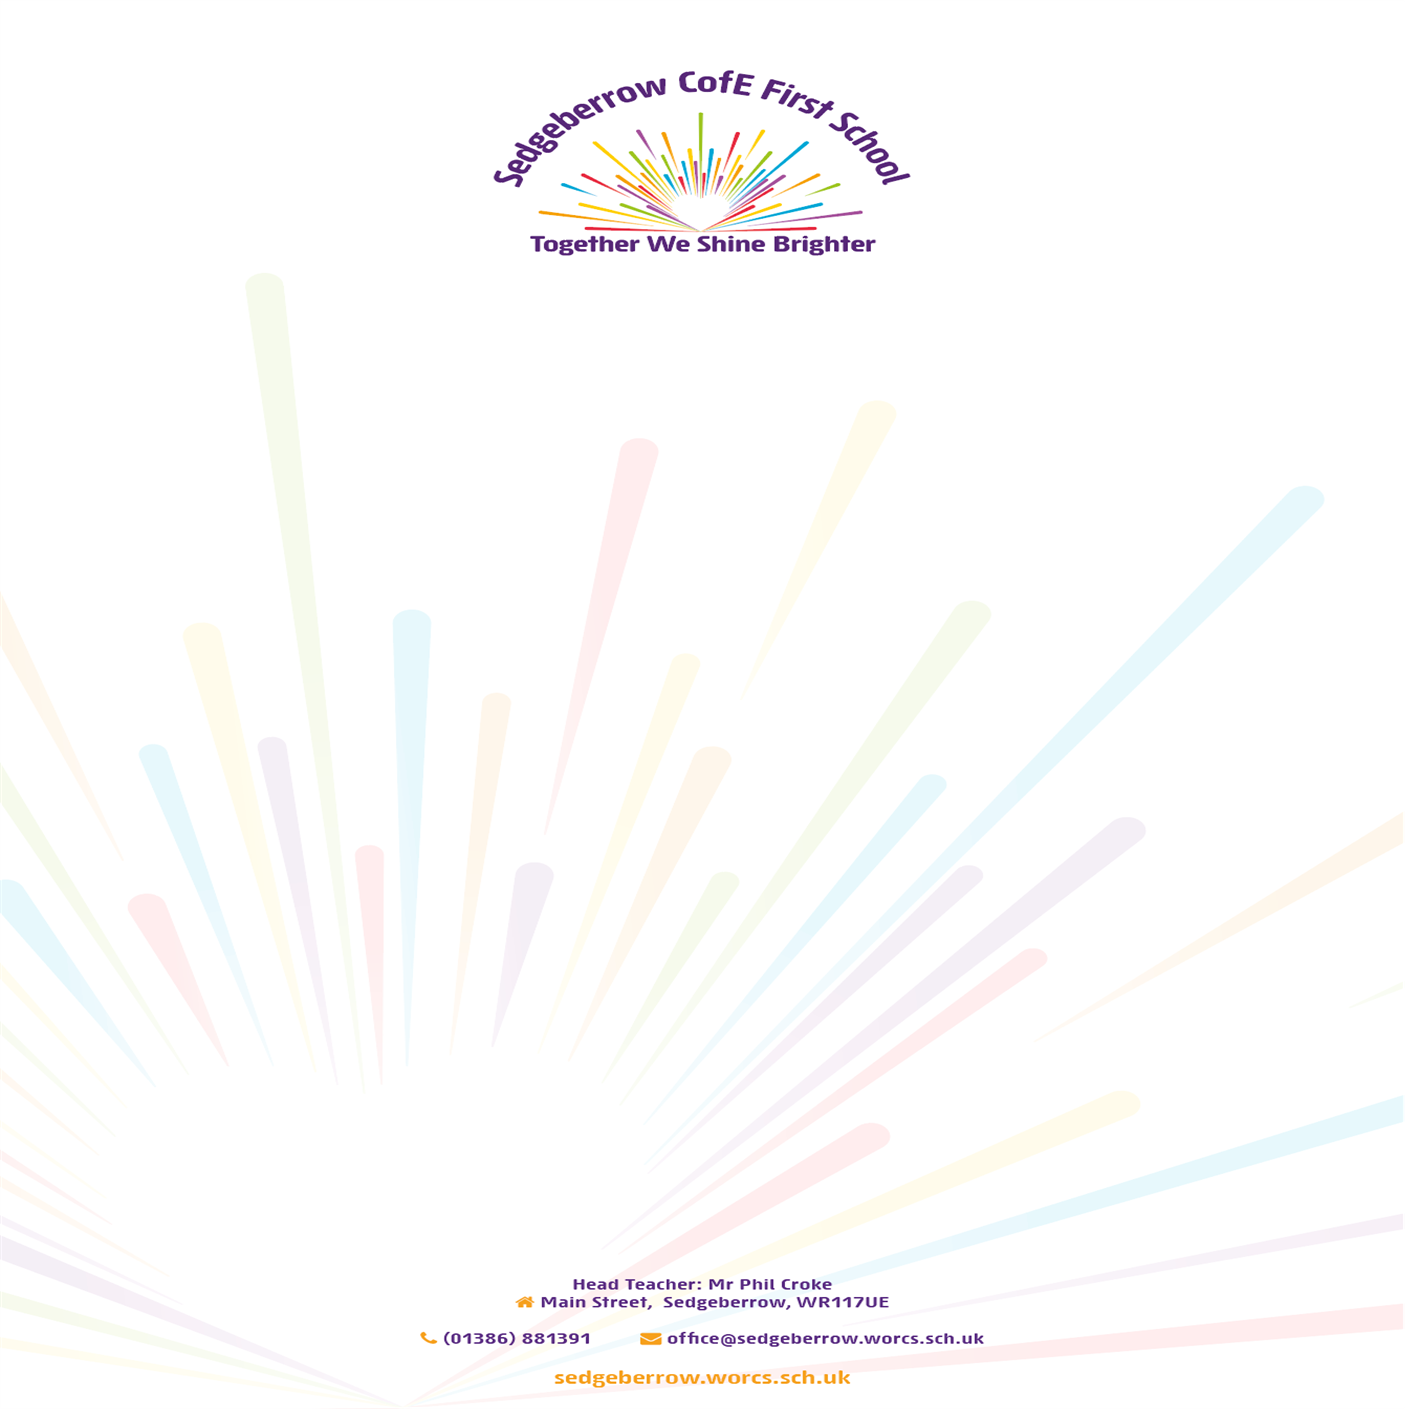 Sedgeberrow CofE First School
Together We Shine Brighter
Head Teacher: Mr Phil Croke
Main Street,  Sedgeberrow, WR117UE
(01386) 881391 office@sedgeberrow.worcs.sch.uk
sedgeberrow.worcs.sch.uk